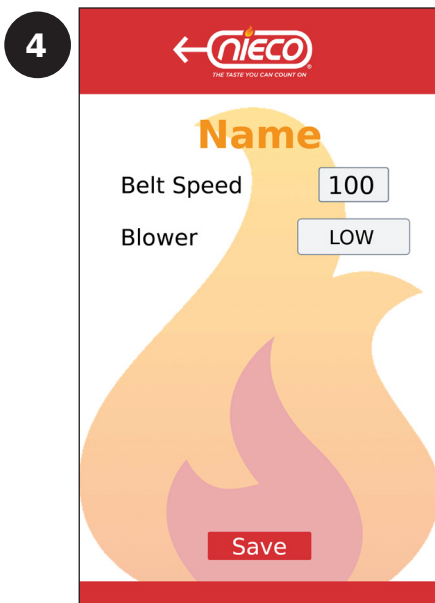 4
nieco
THE TASTE YOU CAN COUNT ON
Name
Belt Speed 100
Blower LOW
Save